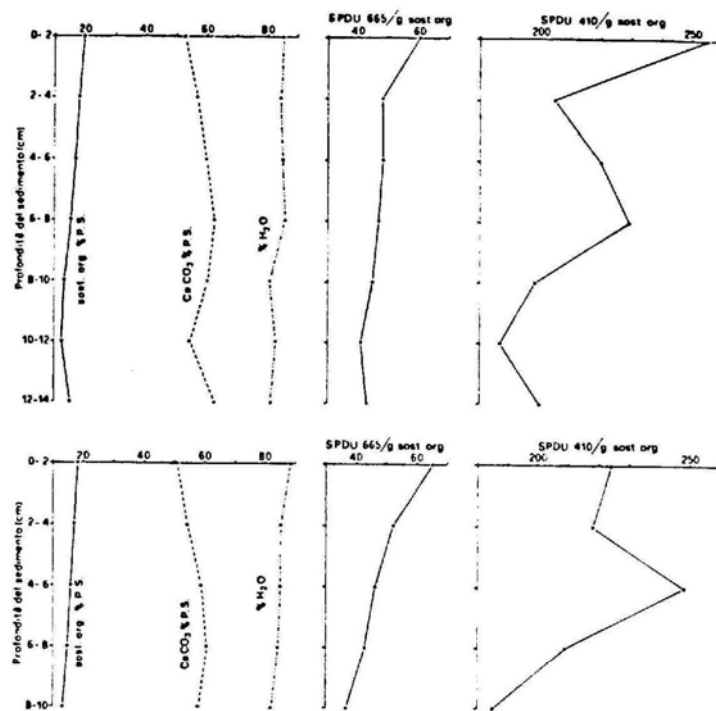 SPDU 665/g sost org
SPDU 410/g sost org
20 40 60 80
40 60
200 250
0-2
2-4
4-6
6-8
8-10
10-12
12-14
Profondità del sedimento (cm)
sost. org % P.S.
CaCO3 % P.S.
% H2O
SPDU 665/g sost org
SPDU 410/g sost org
20 40 60 80
40 60
200 250
0-2
2-4
4-6
6-8
8-10
Profondità del sedimento (cm)
sost. org % P.S.
CaCO3 % P.S.
% H2O